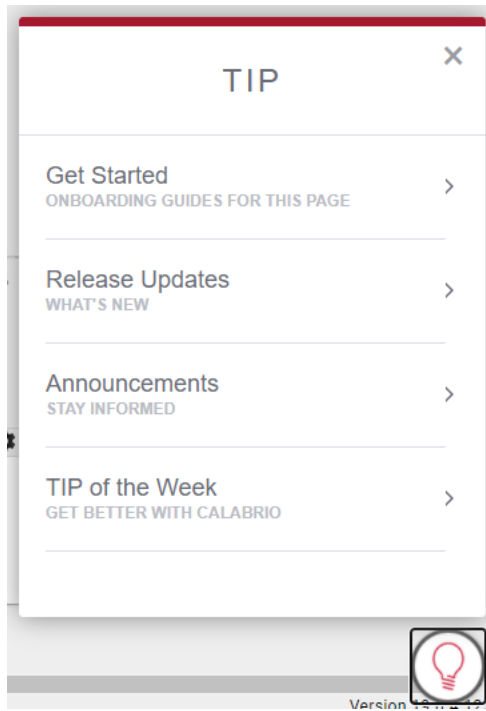 TIP
Get Started
ONBOARDING GUIDES FOR THIS PAGE
Release Updates
WHAT'S NEW
Announcements
STAY INFORMED
TIP of the Week
GET BETTER WITH CALABRIO
Version